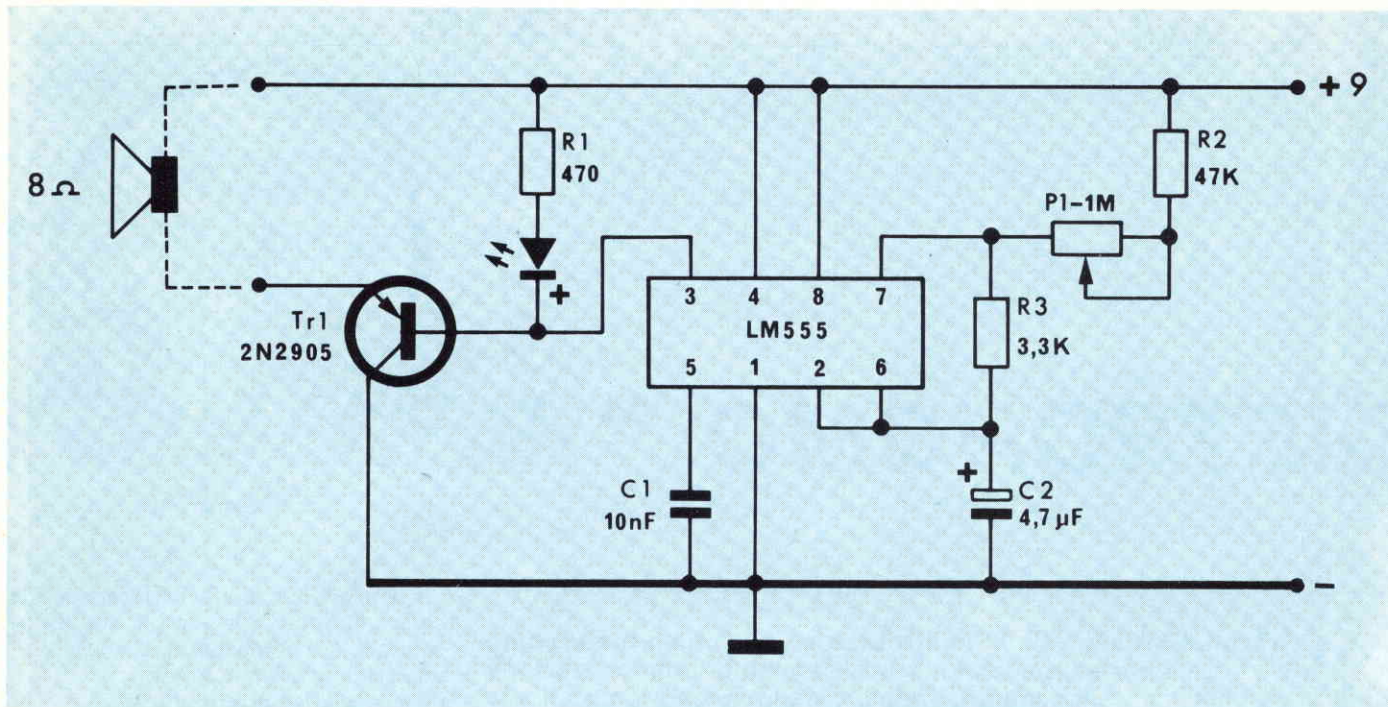 + 9
R1
470
R2
47K
P1-1M
8 Ω
+
Tr1
2N2905
3 4 8 7
LM555
5 1 2 6
R3
3,3K
C1
10nF
+
C2
4,7 µF
-